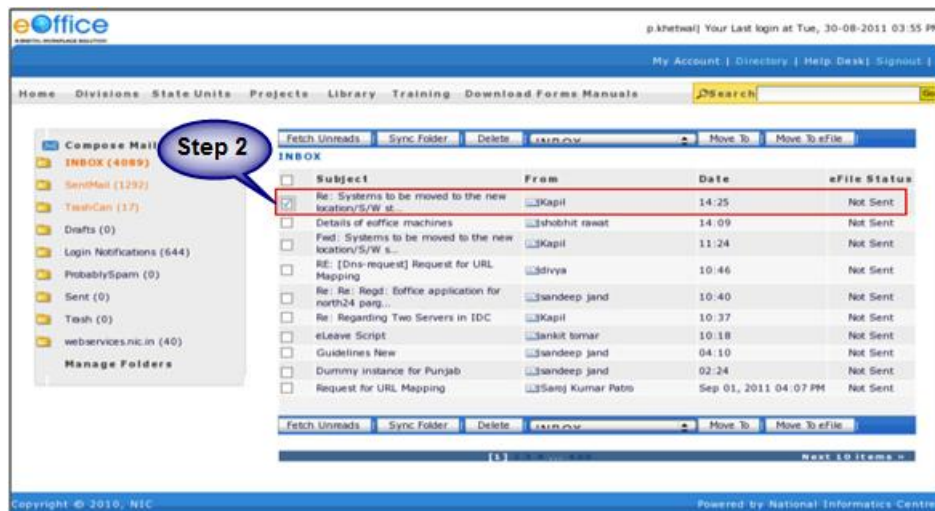 eOffice
A DIGITAL WORKPLACE SOLUTION
p.khetwal| Your Last login at Tue, 30-08-2011 03:55 PM
My Account | Directory | Help Desk| Signout |
Home Divisions State Units Projects Library Training Download Forms Manuals Search Go
Step 2
Compose Mail
INBOX (4089)
SentMail (1292)
TrashCan (17)
Drafts (0)
Login Notifications (644)
ProbablySpam (0)
Sent (0)
Trash (0)
webservices.nic.in (40)
Manage Folders
Fetch Unreads Sync Folder Delete INBOX Move To Move To eFile
INBOX
Subject From Date eFile Status
Re: Systems to be moved to the new location/S/W st... Kapil 14:25 Not Sent
Details of eoffice machines shobhit rawat 14:09 Not Sent
Fwd: Systems to be moved to the new location/S/W s... Kapil 11:24 Not Sent
RE: [Dns-request] Request for URL Mapping divya 10:46 Not Sent
Re: Re: Regd: Eoffice application for north24 parg... sandeep jand 10:40 Not Sent
Re: Regarding Two Servers in IDC Kapil 10:37 Not Sent
eLeave Script ankit tomar 10:18 Not Sent
Guidelines New sandeep jand 04:10 Not Sent
Dummy instance for Punjab sandeep jand 02:24 Not Sent
Request for URL Mapping Saroj Kumar Patro Sep 01, 2011 04:07 PM Not Sent
Fetch Unreads Sync Folder Delete INBOX Move To Move To eFile
[1] Next 10 items »
Copyright © 2010, NIC Powered by National Informatics Centre